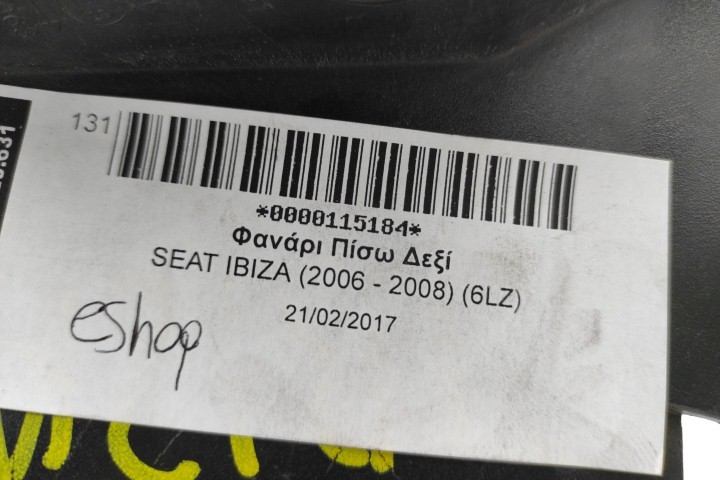 131
*0000115184*
Φανάρι Πίσω Δεξί
SEAT IBIZA (2006 - 2008) (6LZ)
21/02/2017
eshop